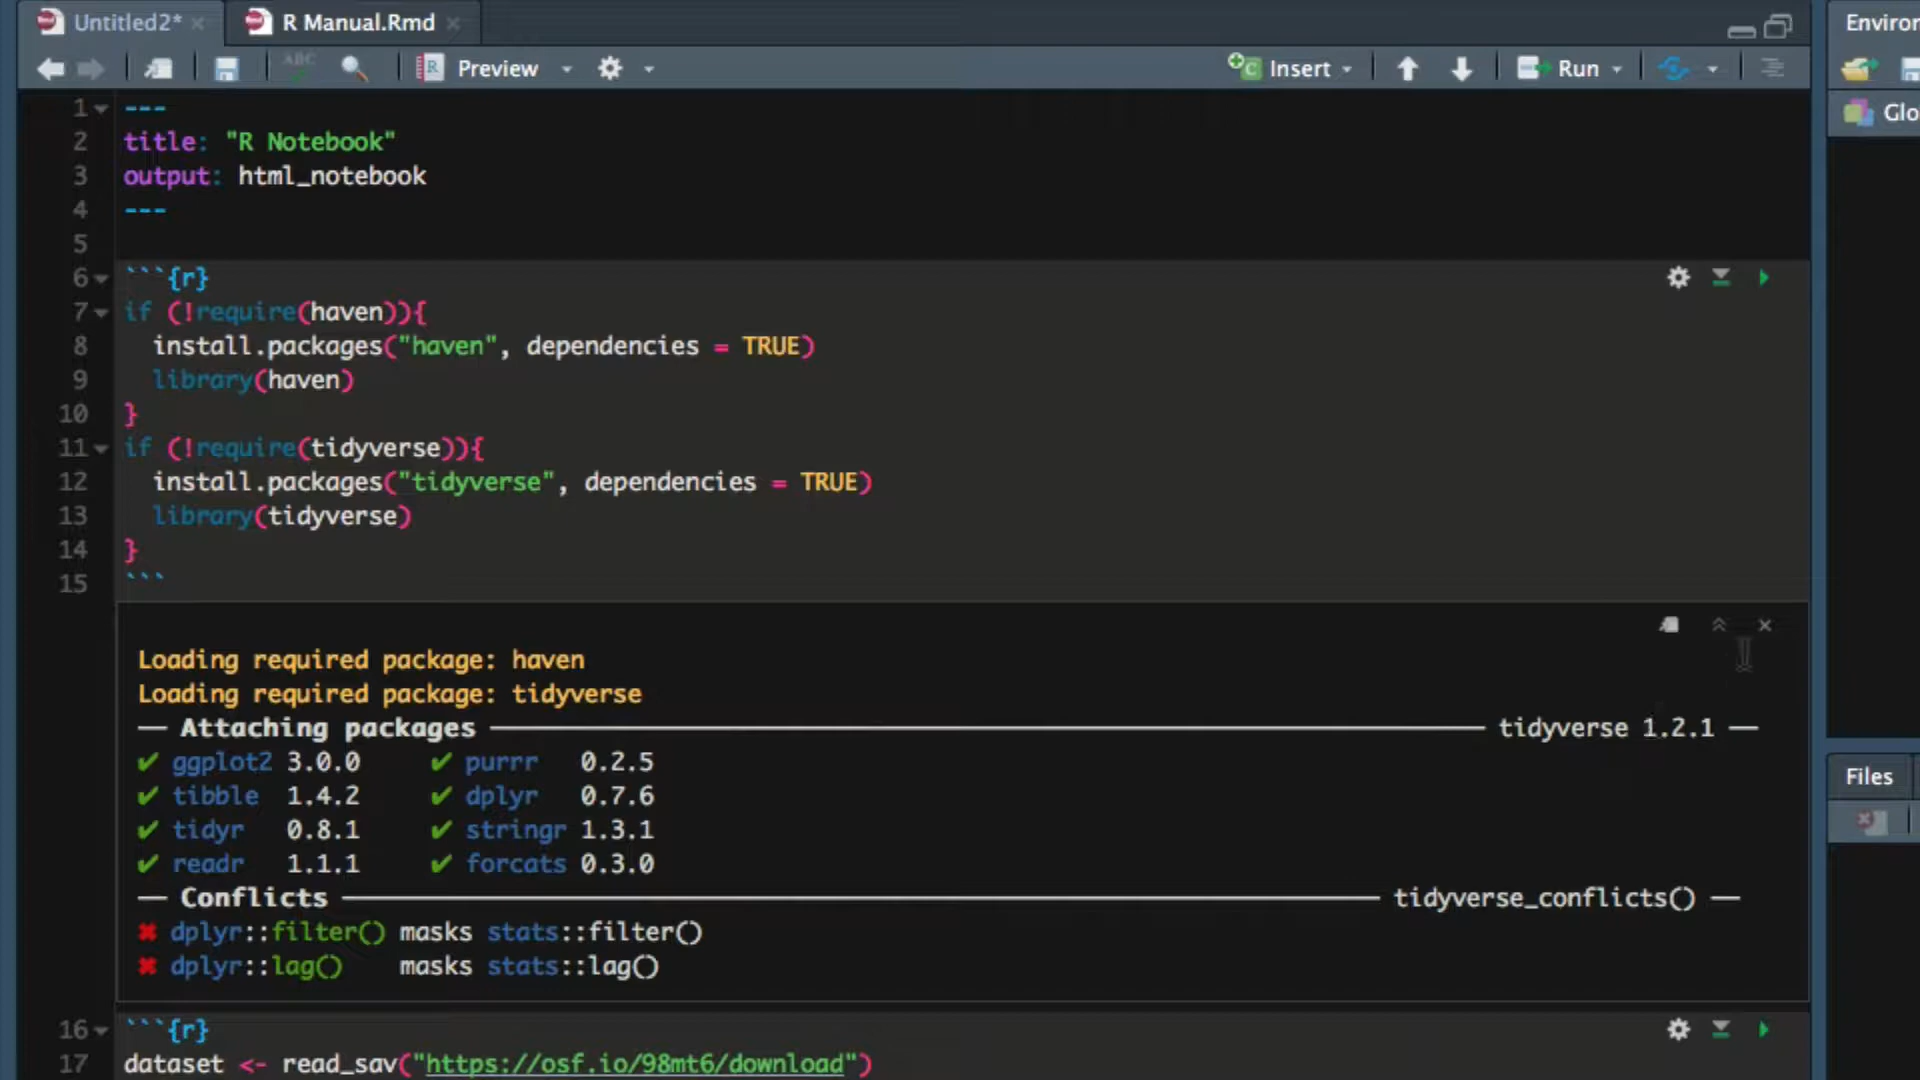 Untitled2* × R Manual.Rmd × Environ
ABC Preview Insert Run
Glo
1 ---
2 title: "R Notebook"
3 output: html_notebook
4 ---
5
6 ```{r}
7 if (!require(haven)){
8 install.packages("haven", dependencies = TRUE)
9 library(haven)
10 }
11 if (!require(tidyverse)){
12 install.packages("tidyverse", dependencies = TRUE)
13 library(tidyverse)
14 }
15 ```
Loading required package: haven
Loading required package: tidyverse
── Attaching packages ── tidyverse 1.2.1 ──
✔ ggplot2 3.0.0 ✔ purrr 0.2.5
✔ tibble 1.4.2 ✔ dplyr 0.7.6
✔ tidyr 0.8.1 ✔ stringr 1.3.1
✔ readr 1.1.1 ✔ forcats 0.3.0
── Conflicts ── tidyverse_conflicts() ──
✖ dplyr::filter() masks stats::filter()
✖ dplyr::lag() masks stats::lag()
Files
16 ```{r}
17 dataset <- read_sav("https://osf.io/98mt6/download")